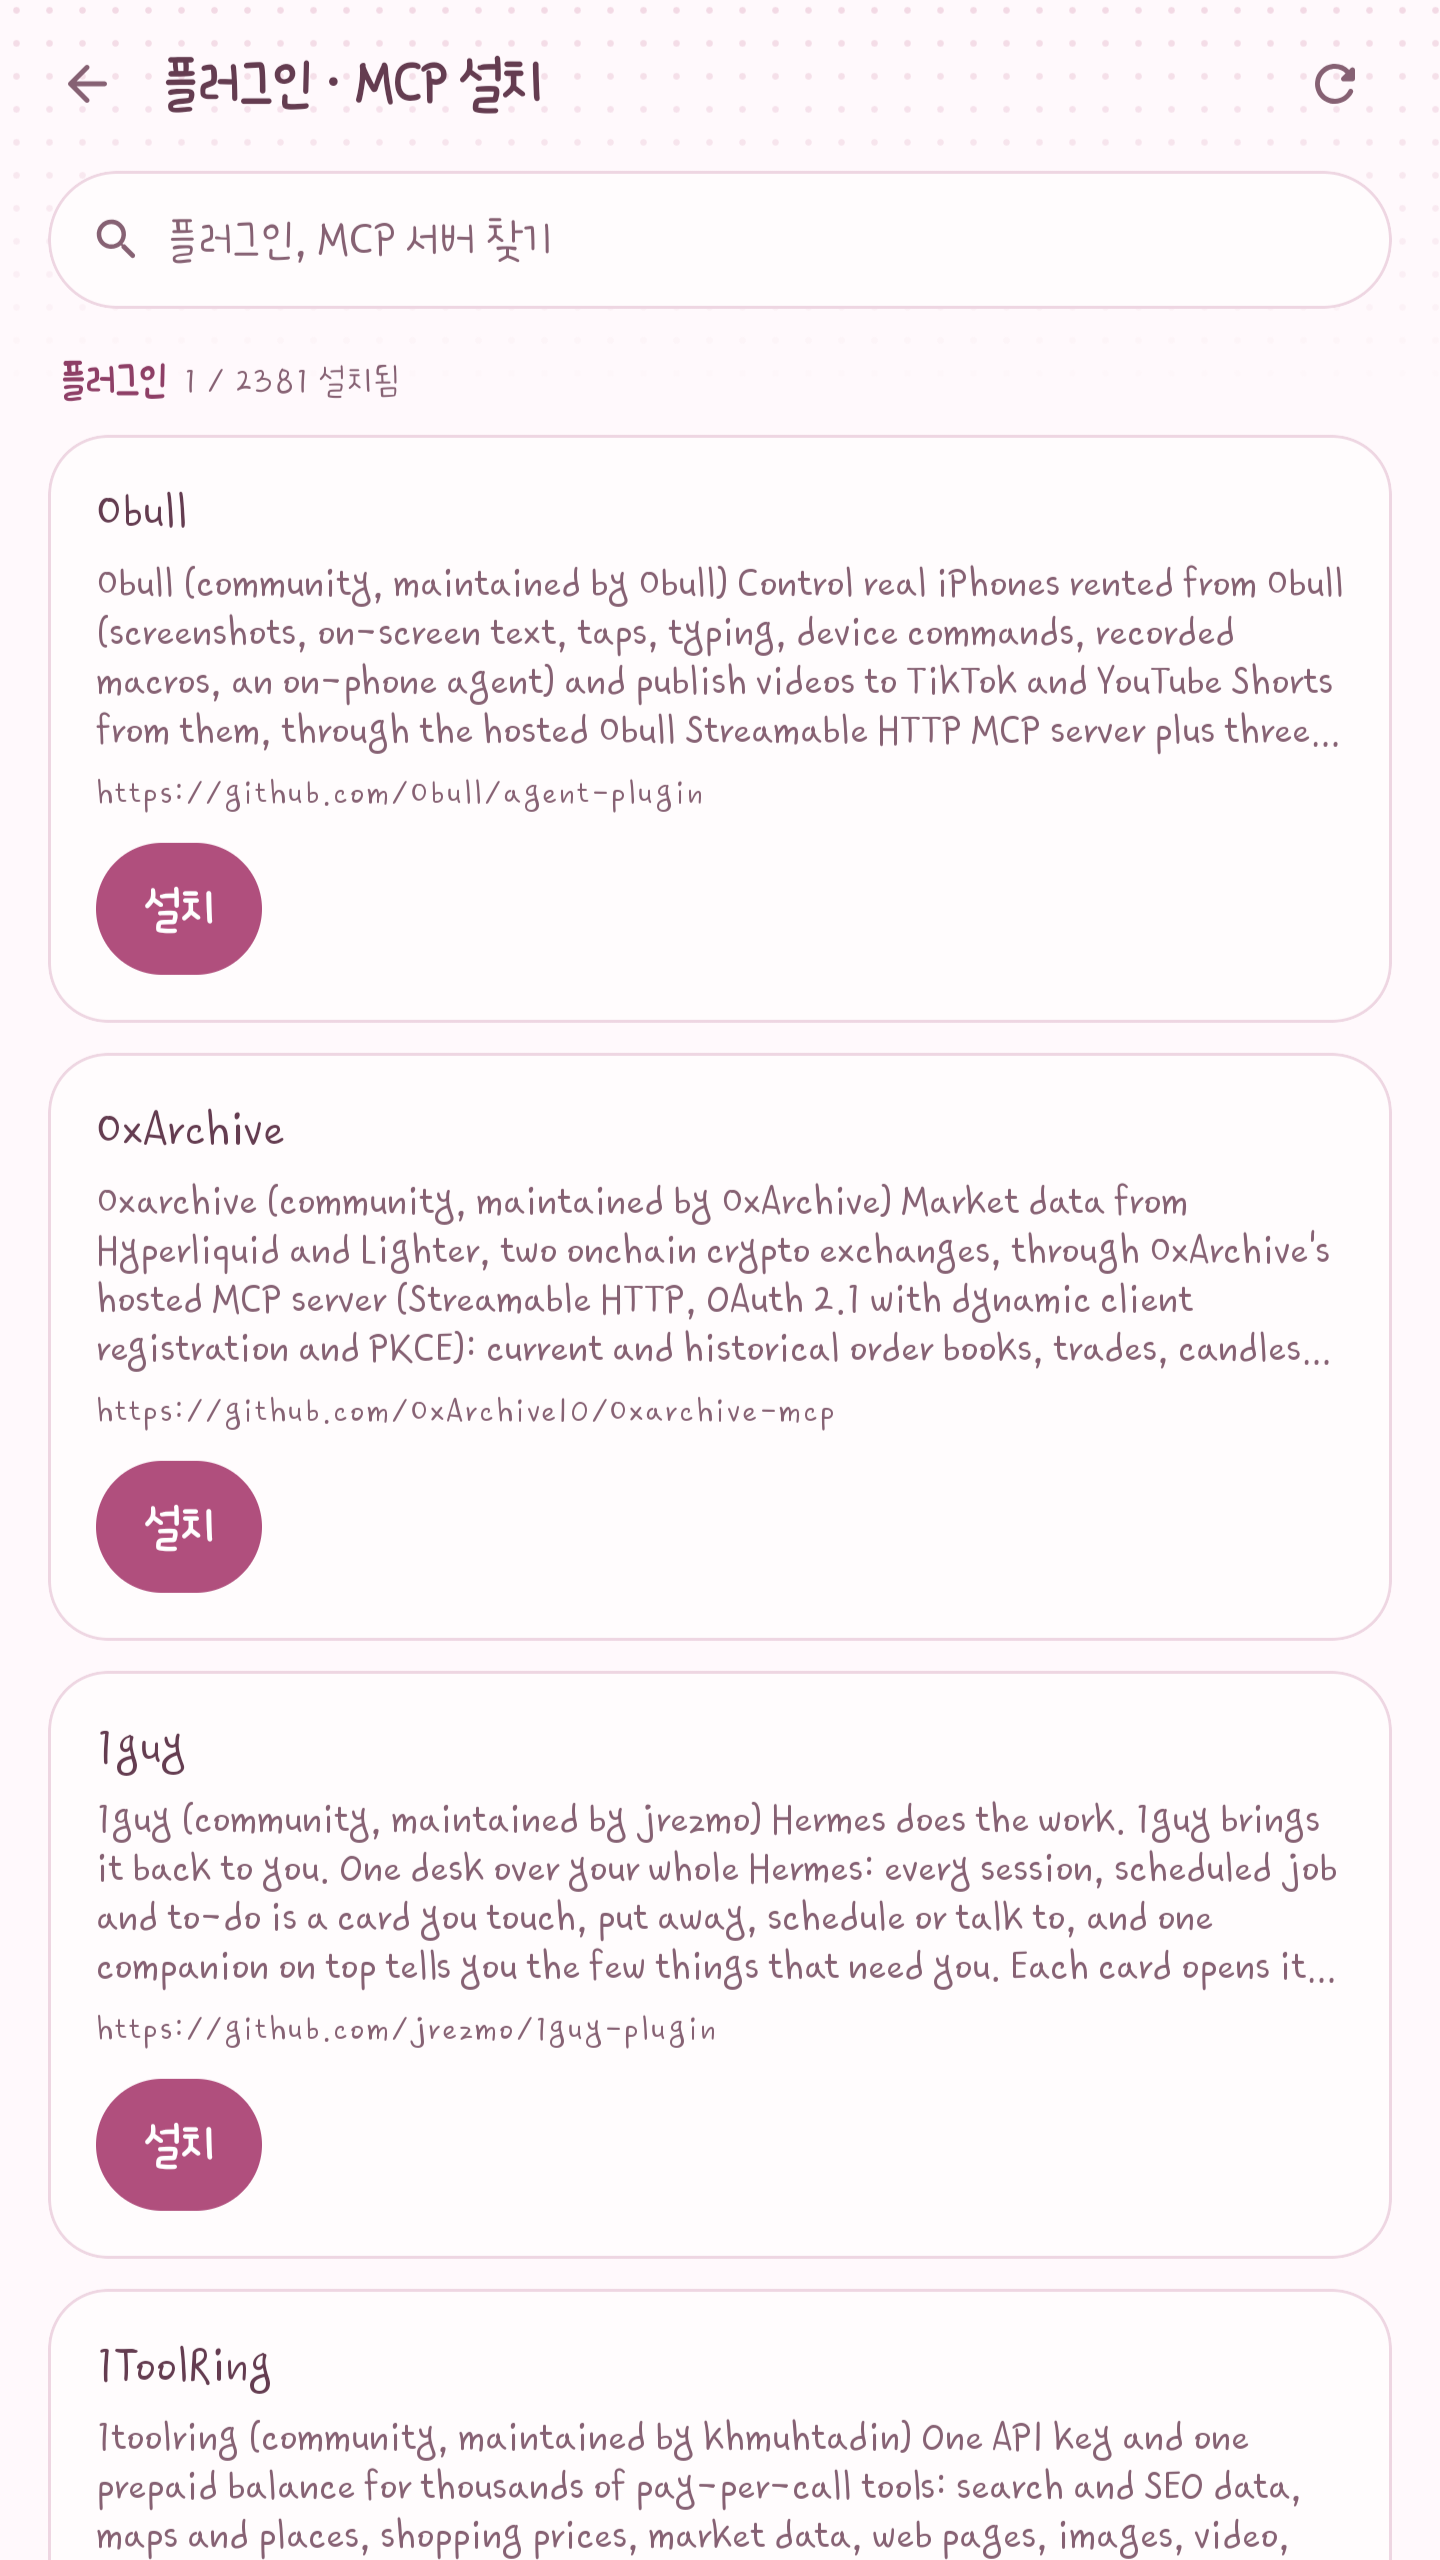 플러그인 · MCP 설치
플러그인, MCP 서버 찾기
플러그인 1 / 2381 설치됨
0bull
0bull (community, maintained by 0bull) Control real iPhones rented from 0bull
(screenshots, on-screen text, taps, typing, device commands, recorded
macros, an on-phone agent) and publish videos to TikTok and YouTube Shorts
from them, through the hosted 0bull Streamable HTTP MCP server plus three...
https://github.com/0bull/agent-plugin
설치
0xArchive
0xarchive (community, maintained by 0xArchive) Market data from
Hyperliquid and Lighter, two onchain crypto exchanges, through 0xArchive's
hosted MCP server (Streamable HTTP, OAuth 2.1 with dynamic client
registration and PKCE): current and historical order books, trades, candles...
https://github.com/0xArchiveIO/0xarchive-mcp
설치
1guy
1guy (community, maintained by jrezmo) Hermes does the work. 1guy brings
it back to you. One desk over your whole Hermes: every session, scheduled job
and to-do is a card you touch, put away, schedule or talk to, and one
companion on top tells you the few things that need you. Each card opens it...
https://github.com/jrezmo/1guy-plugin
설치
1ToolRing
1toolring (community, maintained by khmuhtadin) One API key and one
prepaid balance for thousands of pay-per-call tools: search and SEO data,
maps and places, shopping prices, market data, web pages, images, video,